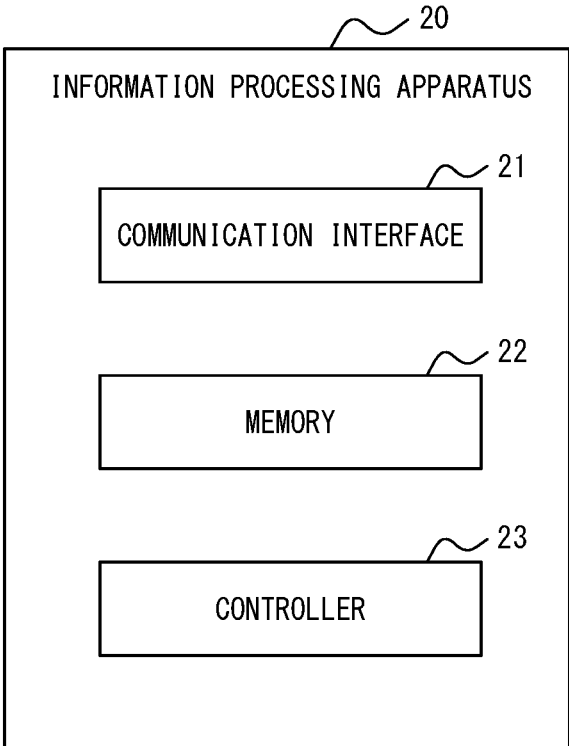 20
INFORMATION PROCESSING APPARATUS
21
COMMUNICATION INTERFACE
22
MEMORY
23
CONTROLLER